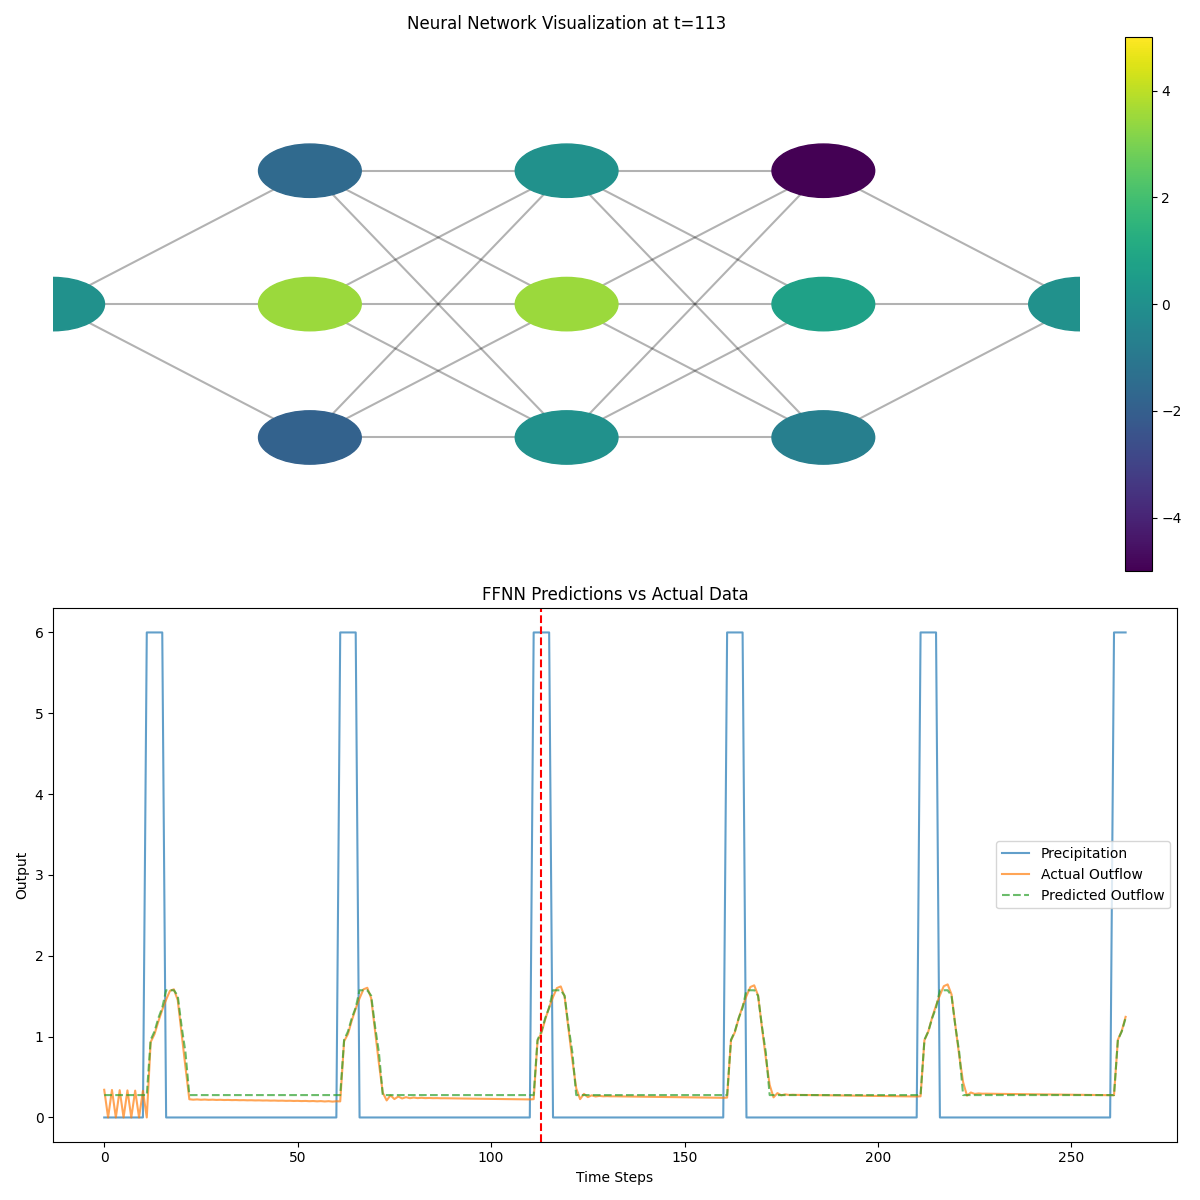 Neural Network Visualization at t=113
4
2
0
−2
−4
FFNN Predictions vs Actual Data
6
5
4
3
2
1
0
Output
Precipitation
Actual Outflow
Predicted Outflow
0 50 100 150 200 250
Time Steps